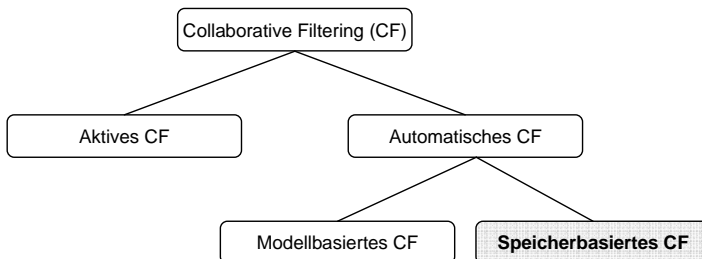 Collaborative Filtering (CF)
Aktives CF
Automatisches CF
Modellbasiertes CF
Speicherbasiertes CF